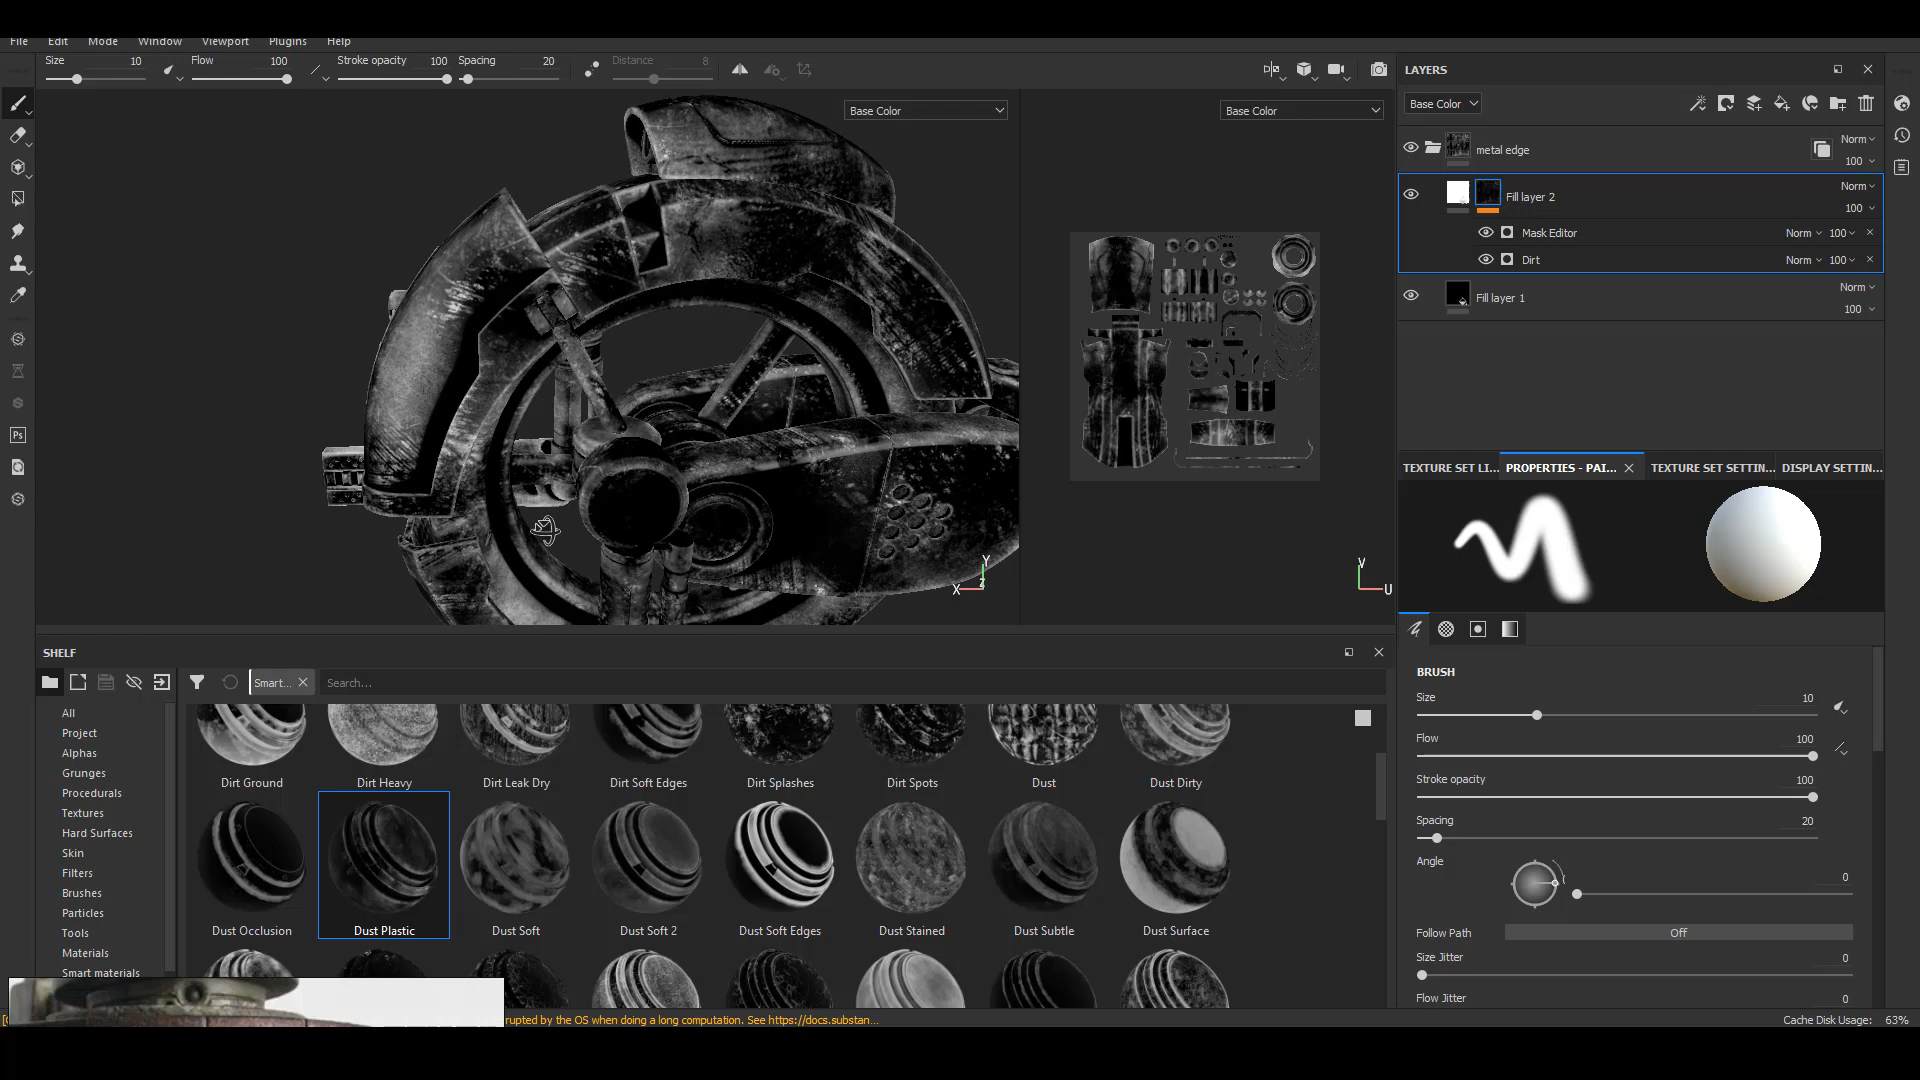 File Edit Mode Window Viewport Plugins Help
Size 10 Flow 100 Stroke opacity 100 Spacing 20 Distance 8
Base Color
Base Color
Y
X Z
V
U
LAYERS
Base Color
metal edge Norm
100
Fill layer 2 Norm
100
Mask Editor Norm 100
Dirt Norm 100
Fill layer 1 Norm
100
TEXTURE SET LI... PROPERTIES - PAI... TEXTURE SET SETTIN... DISPLAY SETTIN...
BRUSH
Size 10
Flow 100
Stroke opacity 100
Spacing 20
Angle 0
Follow Path Off
Size Jitter 0
Flow Jitter 0
SHELF
Smart... Search...
All
Project
Alphas
Grunges
Procedurals
Textures
Hard Surfaces
Skin
Filters
Brushes
Particles
Tools
Materials
Smart materials
Dirt Ground Dirt Heavy Dirt Leak Dry Dirt Soft Edges Dirt Splashes Dirt Spots Dust Dust Dirty
Dust Occlusion Dust Plastic Dust Soft Dust Soft 2 Dust Soft Edges Dust Stained Dust Subtle Dust Surface
Ps
rupted by the OS when doing a long computation. See https://docs.substan...
Cache Disk Usage: 63%